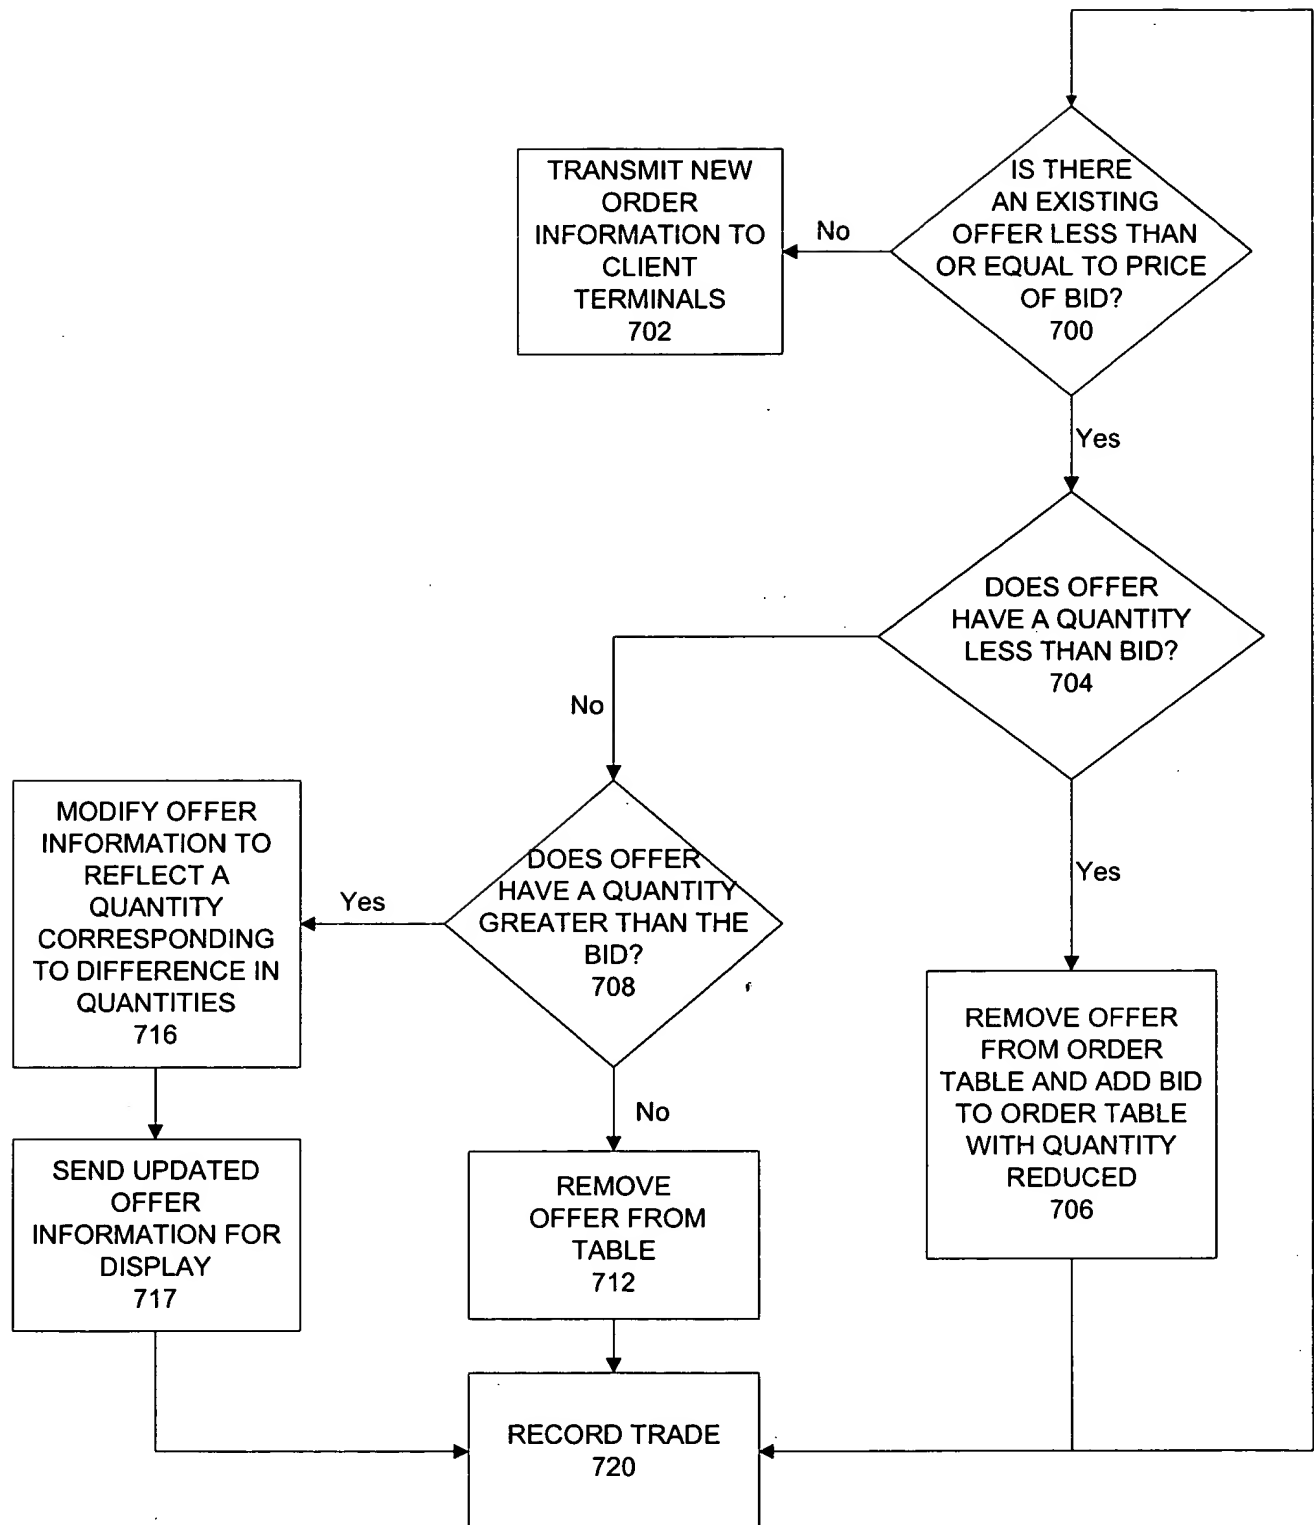 IS THERE
AN EXISTING
OFFER LESS THAN
OR EQUAL TO PRICE
OF BID?
700
No
TRANSMIT NEW
ORDER
INFORMATION TO
CLIENT
TERMINALS
702
Yes
DOES OFFER
HAVE A QUANTITY
LESS THAN BID?
704
No
Yes
DOES OFFER
HAVE A QUANTITY
GREATER THAN THE
BID?
708
Yes
MODIFY OFFER
INFORMATION TO
REFLECT A
QUANTITY
CORRESPONDING
TO DIFFERENCE IN
QUANTITIES
716
No
REMOVE OFFER
FROM ORDER
TABLE AND ADD BID
TO ORDER TABLE
WITH QUANTITY
REDUCED
706
SEND UPDATED
OFFER
INFORMATION FOR
DISPLAY
717
REMOVE
OFFER FROM
TABLE
712
RECORD TRADE
720